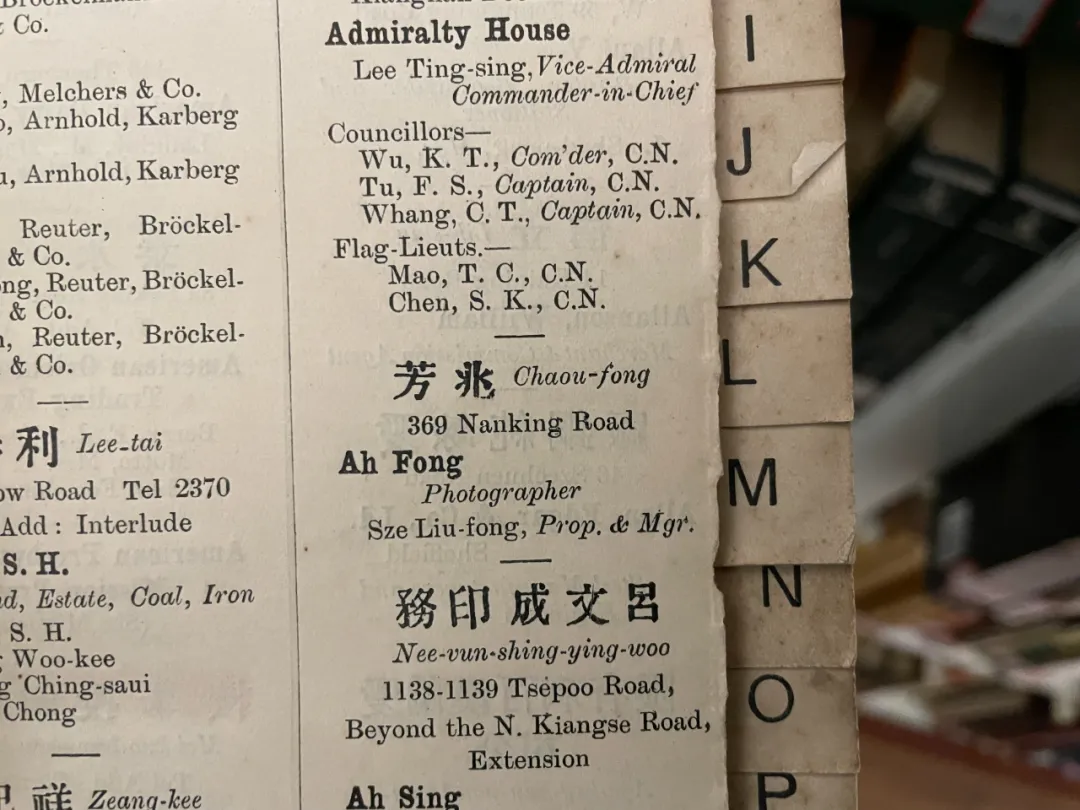 & Co.
Melchers & Co.
Arnhold, Karberg
Arnhold, Karberg
Reuter, Bröckel-
& Co.
Reuter, Bröckel-
& Co.
Reuter, Bröckel-
& Co.
利 Lee-tai
Road Tel 2370
Add : Interlude
S. H.
Estate, Coal, Iron
S. H.
Woo-kee
Ching-saui
Chong
祥 Zeang-kee
Admiralty House
Lee Ting-sing, Vice-Admiral
Commander-in-Chief
Councillors—
Wu, K. T., Com'der, C.N.
Tu, F. S., Captain, C.N.
Whang, C. T., Captain, C.N.
Flag-Lieuts.—
Mao, T. C., C.N.
Chen, S. K., C.N.
芳兆 Chaou-fong
369 Nanking Road
Ah Fong
Photographer
Sze Liu-fong, Prop. & Mgr.
務印成文呂
Nee-vun-shing-ying-woo
1138-1139 Tsepoo Road,
Beyond the N. Kiangse Road,
Extension
Ah Sing
I
J
K
L
M
N
O
P